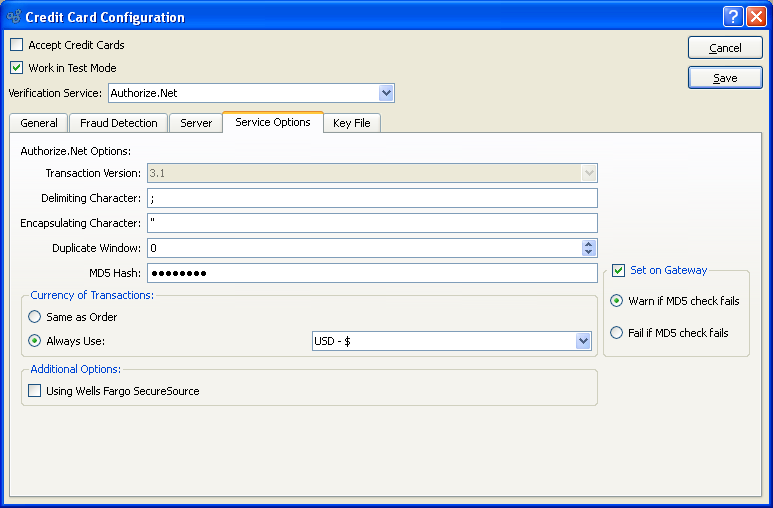 Credit Card Configuration
Accept Credit Cards
Cancel
Work in Test Mode
Save
Verification Service: Authorize.Net
General Fraud Detection Server Service Options Key File
Authorize.Net Options:
Transaction Version: 3.1
Delimiting Character: ;
Encapsulating Character: "
Duplicate Window: 0
MD5 Hash: ●●●●●●●●
Set on Gateway
Currency of Transactions:
Warn if MD5 check fails
Same as Order
Fail if MD5 check fails
Always Use: USD - $
Additional Options:
Using Wells Fargo SecureSource